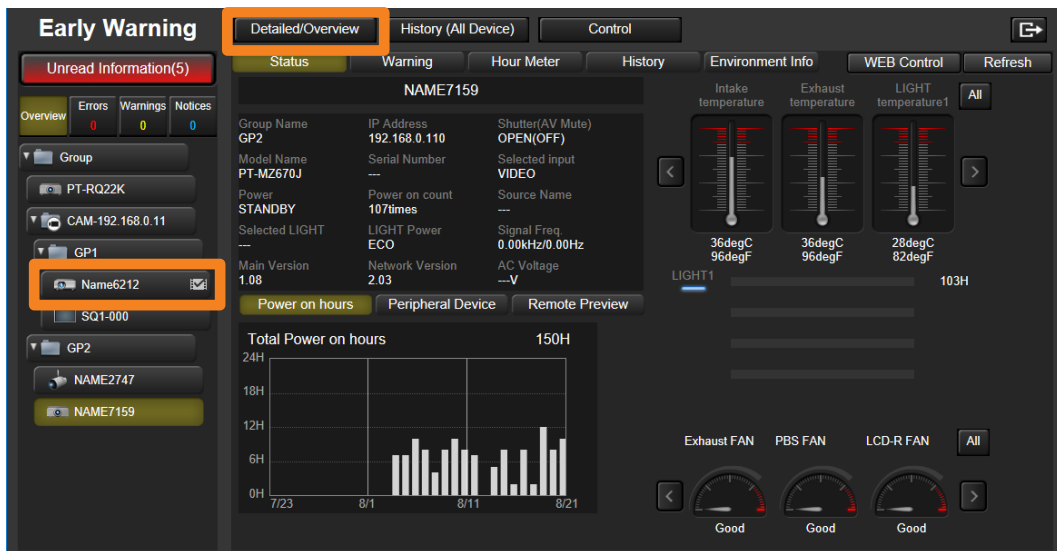 Early Warning
Detailed/Overview
History (All Device)
Control
Unread Information(5)
Status
Warning
Hour Meter
History
Environment Info
WEB Control
Refresh
Overview
Errors
0
Warnings
0
Notices
0
Group
PT-RQ22K
CAM-192.168.0.11
GP1
Name6212
SQ1-000
GP2
NAME2747
NAME7159
NAME7159
Group Name
GP2
IP Address
192.168.0.110
Shutter(AV Mute)
OPEN(OFF)
Model Name
PT-MZ670J
Serial Number
---
Selected input
VIDEO
Power
STANDBY
Power on count
107times
Source Name
---
Selected LIGHT
---
LIGHT Power
ECO
Signal Freq.
0.00kHz/0.00Hz
Main Version
1.08
Network Version
2.03
AC Voltage
---V
Power on hours
Peripheral Device
Remote Preview
Total Power on hours
150H
24H
18H
12H
6H
0H
7/23
8/1
8/11
8/21
Intake
temperature
Exhaust
temperature
LIGHT
temperature1
All
<
>
36degC
96degF
36degC
96degF
28degC
82degF
LIGHT1
103H
Exhaust FAN
PBS FAN
LCD-R FAN
All
<
>
Good
Good
Good